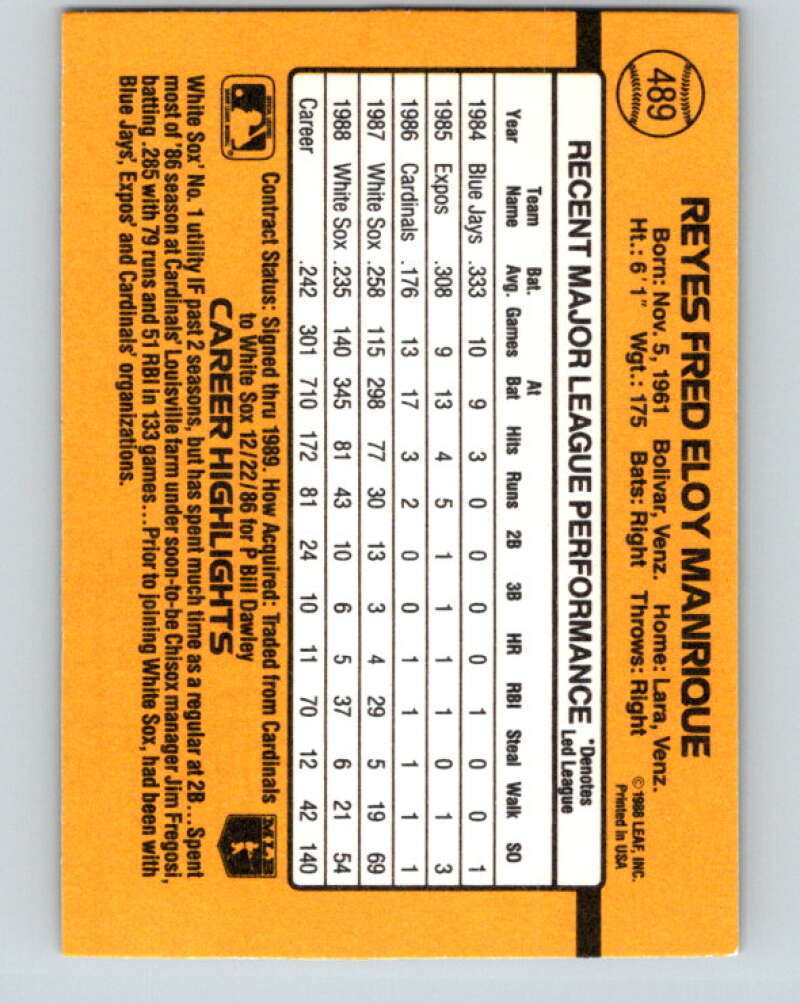 489
REYES FRED ELOY MANRIQUE
Born: Nov. 5, 1961 Bolivar, Venz. Home: Lara, Venz.
Ht.: 6' 1" Wgt.: 175 Bats: Right Throws: Right
©1988 LEAF, INC.
Printed in USA
RECENT MAJOR LEAGUE PERFORMANCE *Denotes Led League
Year Team Name Bat. Avg. Games At Bat Hits Runs 2B 3B HR RBI Steal Walk SO
1984 Blue Jays .333 10 9 3 0 0 0 0 1 0 0 1
1985 Expos .308 9 13 4 5 1 1 1 1 0 1 3
1986 Cardinals .176 13 17 3 2 0 0 1 1 1 1 1
1987 White Sox .258 115 298 77 30 13 3 4 29 5 19 69
1988 White Sox .235 140 345 81 43 10 6 5 37 6 21 54
Career .242 301 710 172 81 24 10 11 70 12 42 140
Contract Status: Signed thru 1989. How Acquired: Traded from Cardinals
to White Sox 12/22/86 for P Bill Dawley
MLB
CAREER HIGHLIGHTS
White Sox' No. 1 utility IF past 2 seasons, but has spent much time as a regular at 2B...Spent
most of '86 season at Cardinals' Louisville farm under soon-to-be Chisox manager Jim Fregosi,
batting .285 with 79 runs and 51 RBI in 133 games...Prior to joining White Sox, had been with
Blue Jays', Expos' and Cardinals' organizations.